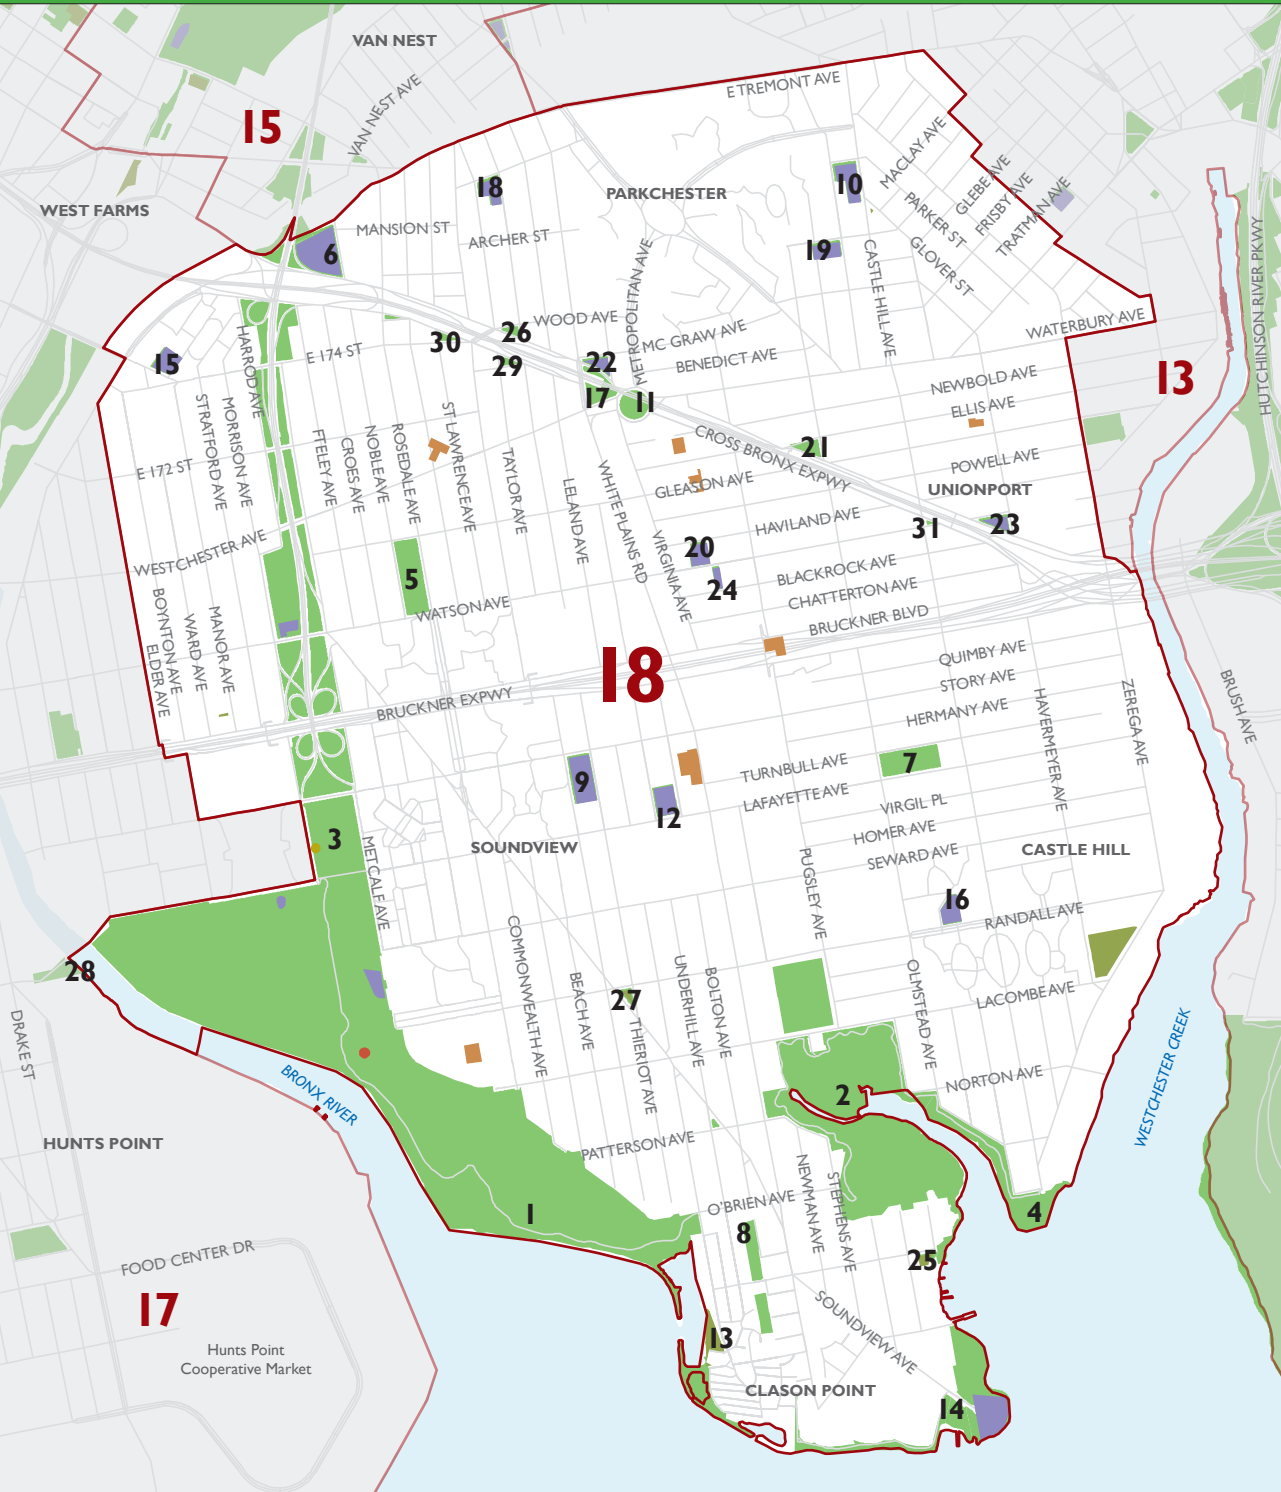 VAN NEST
E TREMONT AVE
VAN NEST AVE
15
MACLAY AVE
GLEBE AVE
FRISBY AVE
TRATMAN AVE
PARKER ST
GLOVER ST
18
PARKCHESTER
10
WEST FARMS
MANSION ST
ARCHER ST
6
19
CASTLE HILL AVE
METROPOLITAN AVE
HUTCHINSON RIVER PKWY
WOOD AVE
26
30
29
MC GRAW AVE
BENEDICT AVE
WATERBURY AVE
E 174 ST
15
HARROD AVE
22
17
11
13
NEWBOLD AVE
ELLIS AVE
STRATFORD AVE
MORRISON AVE
FTELEY AVE
CROES AVE
NOBLE AVE
ROSEDALE AVE
ST LAWRENCE AVE
TAYLOR AVE
LELAND AVE
WHITE PLAINS RD
VIRGINIA AVE
CROSS BRONX EXPWY
21
E 172 ST
POWELL AVE
GLEASON AVE
UNIONPORT
HAVILAND AVE
31
23
WESTCHESTER AVE
20
24
5
BLACKROCK AVE
CHATTERTON AVE
BRUCKNER BLVD
WATSON AVE
BOYNTON AVE
WARD AVE
MANOR AVE
ELDER AVE
18
QUIMBY AVE
STORY AVE
HERMANY AVE
HAVERMEYER AVE
ZEREGA AVE
BRUSH AVE
BRUCKNER EXPWY
9
12
TURNBULL AVE
7
LAFAYETTE AVE
VIRGIL PL
HOMER AVE
SEWARD AVE
CASTLE HILL
3
METCALF AVE
SOUNDVIEW
PUGSLEY AVE
16
RANDALL AVE
28
COMMONWEALTH AVE
BEACH AVE
27
THIERIOT AVE
UNDERHILL AVE
BOLTON AVE
OLMSTEAD AVE
LACOMBE AVE
DRAKE ST
WESTCHESTER CREEK
BRONX RIVER
2
NORTON AVE
HUNTS POINT
PATTERSON AVE
NEWMAN AVE
STEPHENS AVE
O'BRIEN AVE
1
4
8
25
FOOD CENTER DR
17
SOUNDVIEW AVE
13
Hunts Point
Cooperative Market
CLASON POINT
14